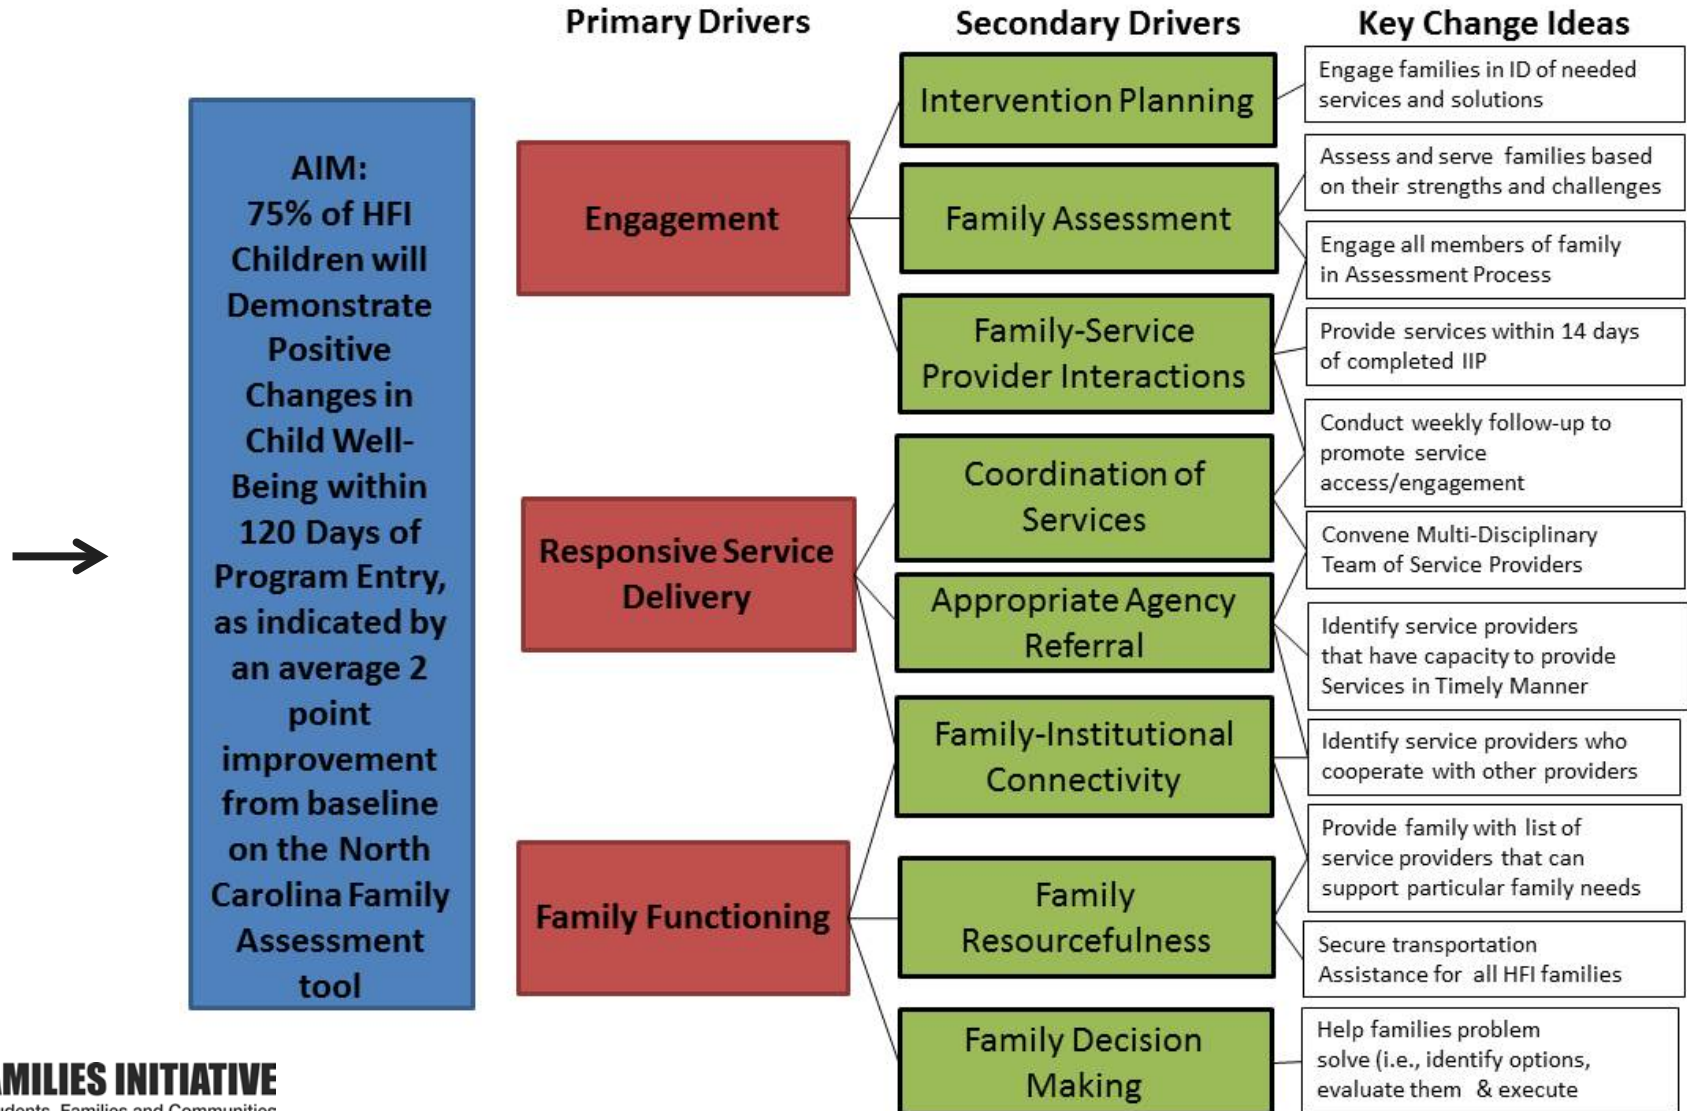 Primary Drivers
Secondary Drivers
Key Change Ideas
AIM:
75% of HFI
Children will
Demonstrate
Positive
Changes in
Child Well-
Being within
120 Days of
Program Entry,
as indicated by
an average 2
point
improvement
from baseline
on the North
Carolina Family
Assessment
tool
Engagement
Responsive Service
Delivery
Family Functioning
Intervention Planning
Family Assessment
Family-Service
Provider Interactions
Coordination of
Services
Appropriate Agency
Referral
Family-Institutional
Connectivity
Family
Resourcefulness
Family Decision
Making
Engage families in ID of needed
services and solutions
Assess and serve families based
on their strengths and challenges
Engage all members of family
in Assessment Process
Provide services within 14 days
of completed IIP
Conduct weekly follow-up to
promote service
access/engagement
Convene Multi-Disciplinary
Team of Service Providers
Identify service providers
that have capacity to provide
Services in Timely Manner
Identify service providers who
cooperate with other providers
Provide family with list of
service providers that can
support particular family needs
Secure transportation
Assistance for all HFI families
Help families problem
solve (i.e., identify options,
evaluate them & execute
INITIATIVE
Families and Communities